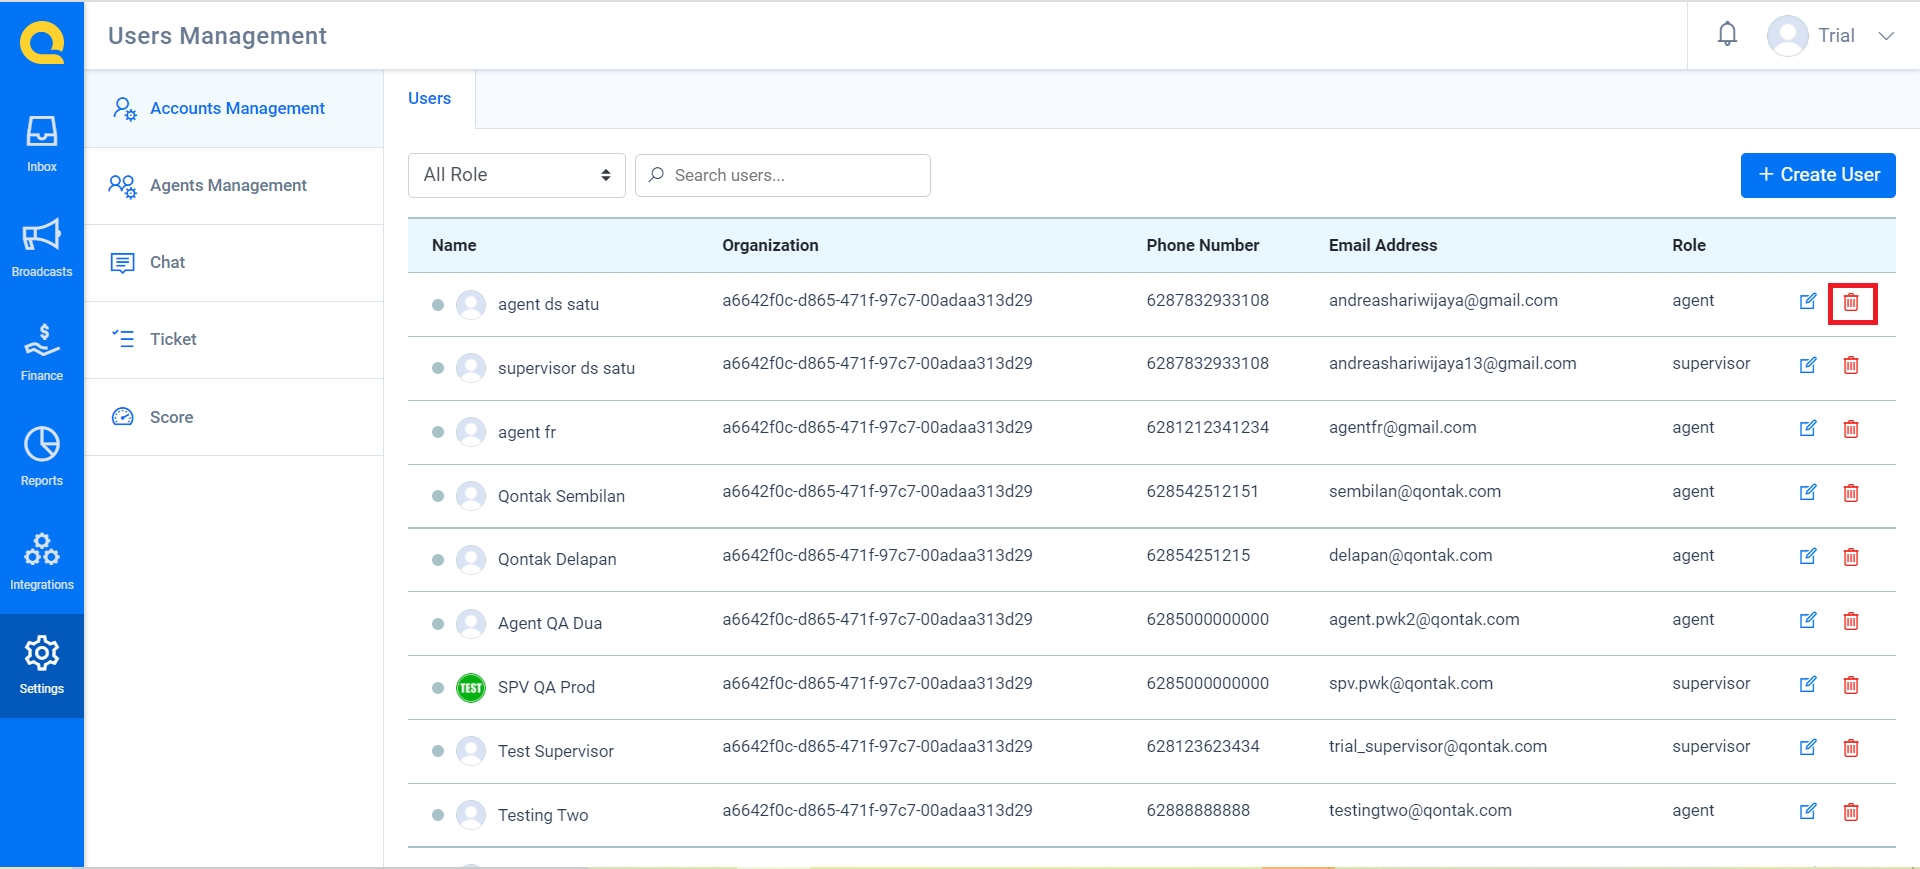 Users Management
Trial
Inbox
Broadcasts
Finance
Reports
Integrations
Settings
Accounts Management
Agents Management
Chat
Ticket
Score
Users
All Role
Search users...
+ Create User
Name Organization Phone Number Email Address Role
agent ds satu a6642f0c-d865-471f-97c7-00adaa313d29 6287832933108 andreashariwijaya@gmail.com agent
supervisor ds satu a6642f0c-d865-471f-97c7-00adaa313d29 6287832933108 andreashariwijaya13@gmail.com supervisor
agent fr a6642f0c-d865-471f-97c7-00adaa313d29 6281212341234 agentfr@gmail.com agent
Qontak Sembilan a6642f0c-d865-471f-97c7-00adaa313d29 628542512151 sembilan@qontak.com agent
Qontak Delapan a6642f0c-d865-471f-97c7-00adaa313d29 62854251215 delapan@qontak.com agent
Agent QA Dua a6642f0c-d865-471f-97c7-00adaa313d29 6285000000000 agent.pwk2@qontak.com agent
TEST SPV QA Prod a6642f0c-d865-471f-97c7-00adaa313d29 6285000000000 spv.pwk@qontak.com supervisor
Test Supervisor a6642f0c-d865-471f-97c7-00adaa313d29 628123623434 trial_supervisor@qontak.com supervisor
Testing Two a6642f0c-d865-471f-97c7-00adaa313d29 62888888888 testingtwo@qontak.com agent